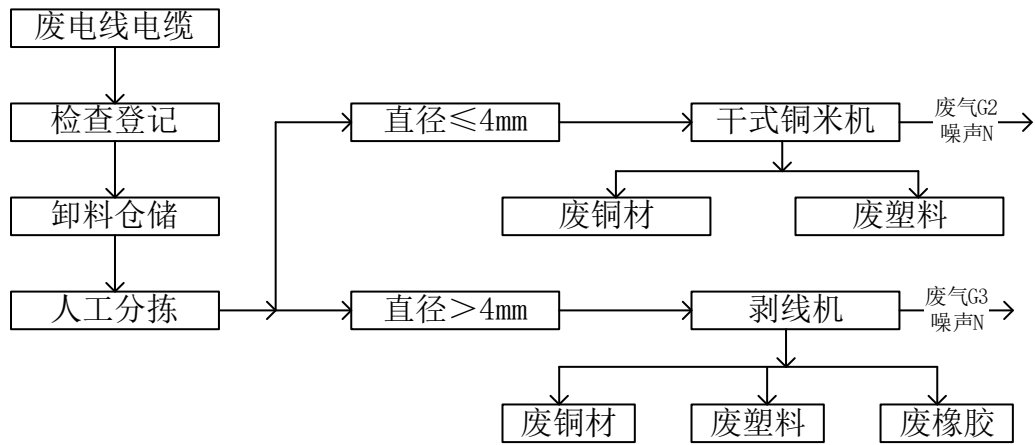 废电线电缆
检查登记
直径≤4mm
干式铜米机
废气G2
噪声N
卸料仓储
废铜材
废塑料
人工分拣
直径＞4mm
剥线机
废气G3
噪声N
废铜材
废塑料
废橡胶